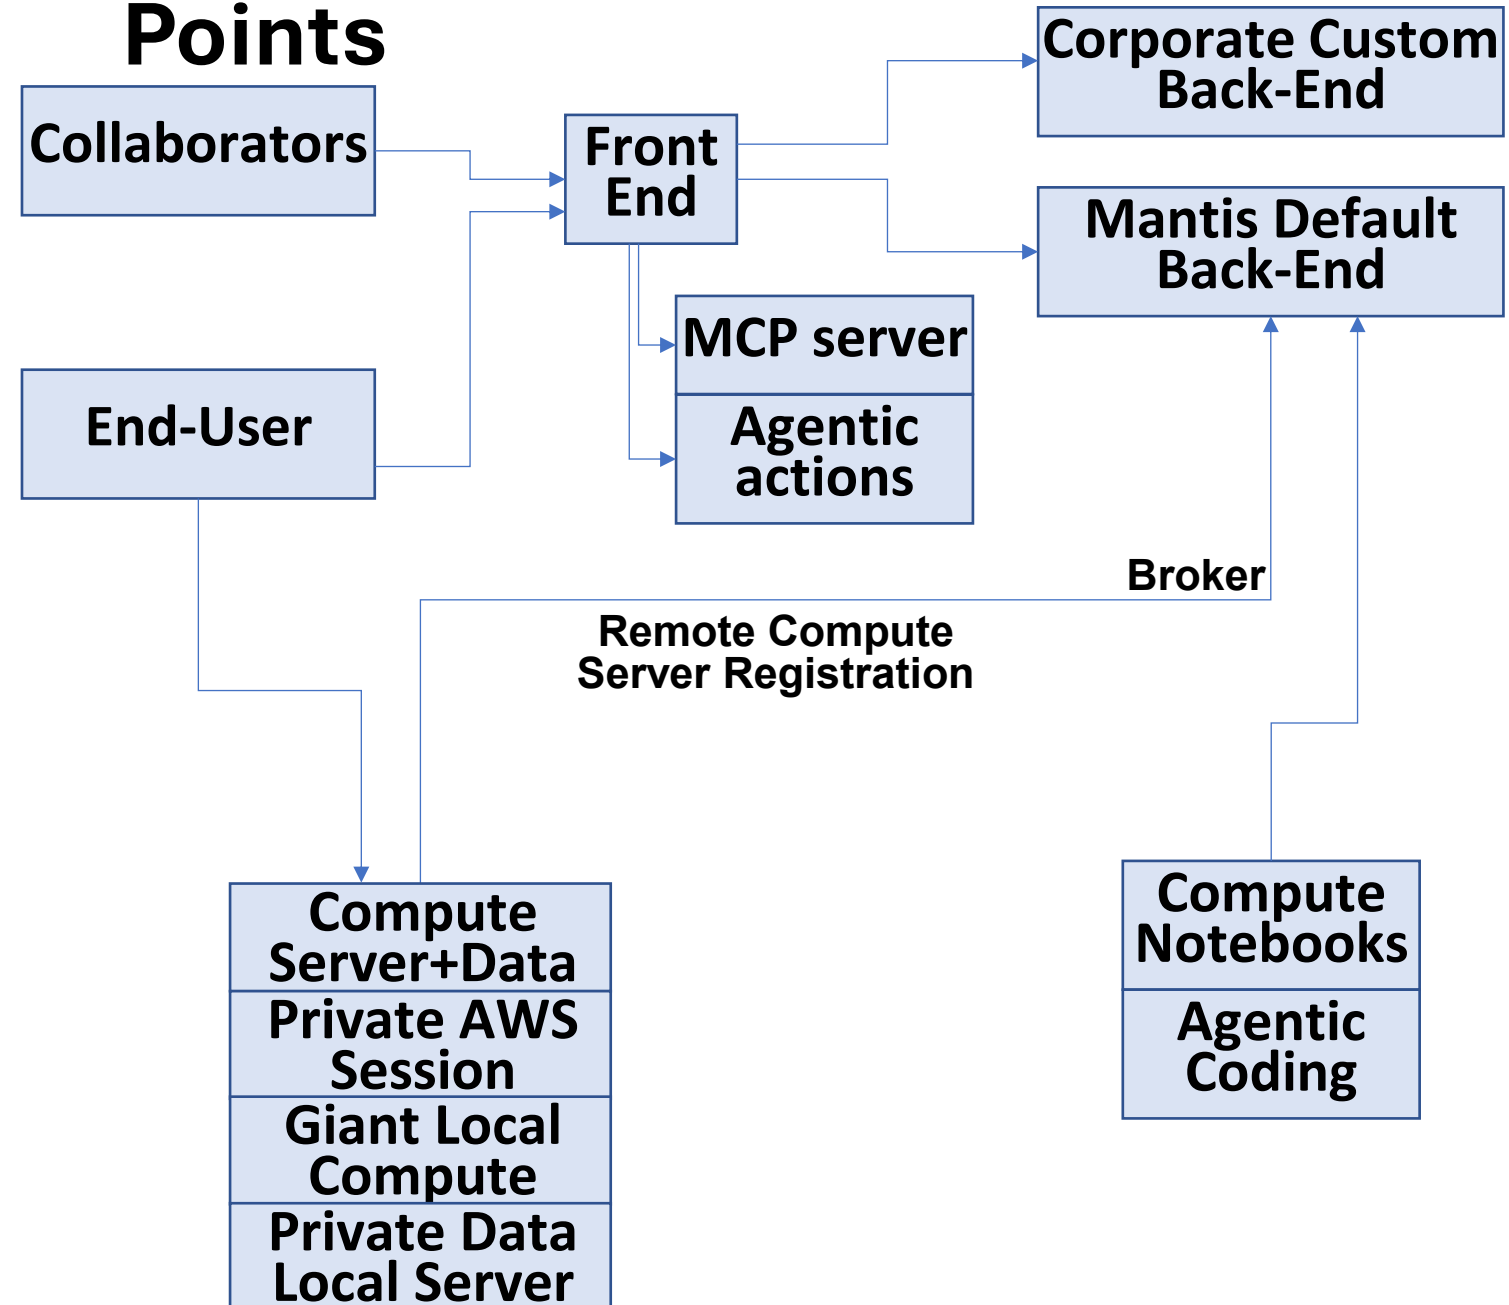 Points
Collaborators
Front
End
Corporate Custom
Back-End
Mantis Default
Back-End
MCP server
Agentic
actions
End-User
Broker
Remote Compute
Server Registration
Compute
Server+Data
Private AWS
Session
Giant Local
Compute
Private Data
Local Server
Compute
Notebooks
Agentic
Coding